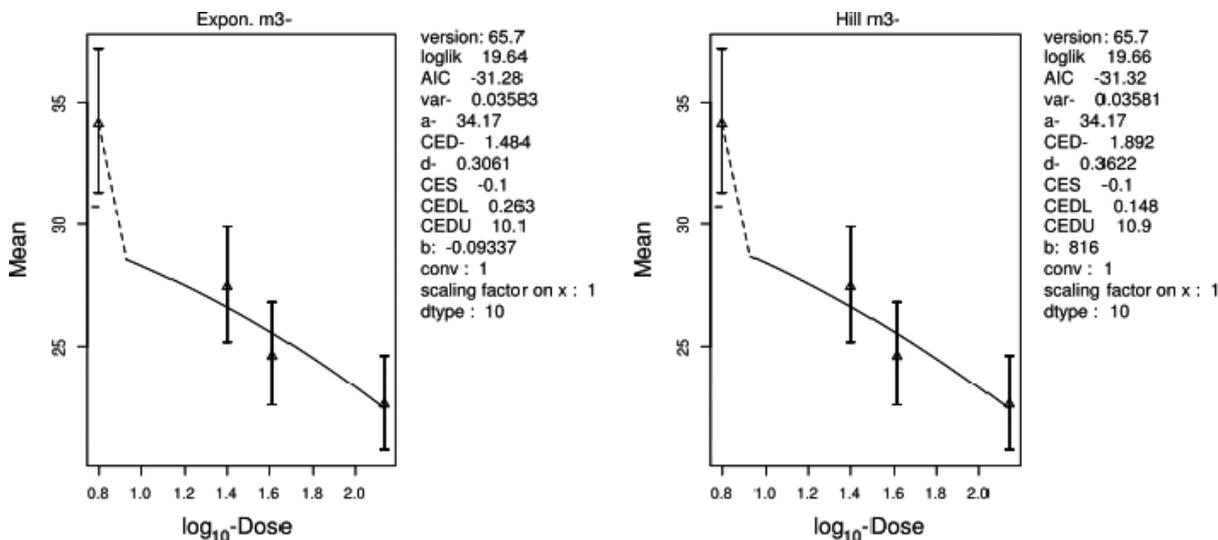 Expon. m3-
version: 65.7
loglik 19.64
AIC -31.28
var- 0.03583
a- 34.17
CED- 1.484
d- 0.3061
CES -0.1
CEDL 0.263
CEDU 10.1
b: -0.09337
conv : 1
scaling factor on x : 1
dtype : 10
Mean
35
30
25
0.8 1.0 1.2 1.4 1.6 1.8 2.0
log10-Dose
Hill m3-
version: 65.7
loglik 19.66
AIC -31.32
var- 0.03581
a- 34.17
CED- 1.892
d- 0.3622
CES -0.1
CEDL 0.148
CEDU 10.9
b: 816
conv : 1
scaling factor on x : 1
dtype : 10
Mean
35
30
25
0.8 1.0 1.2 1.4 1.6 1.8 2.0
log10-Dose